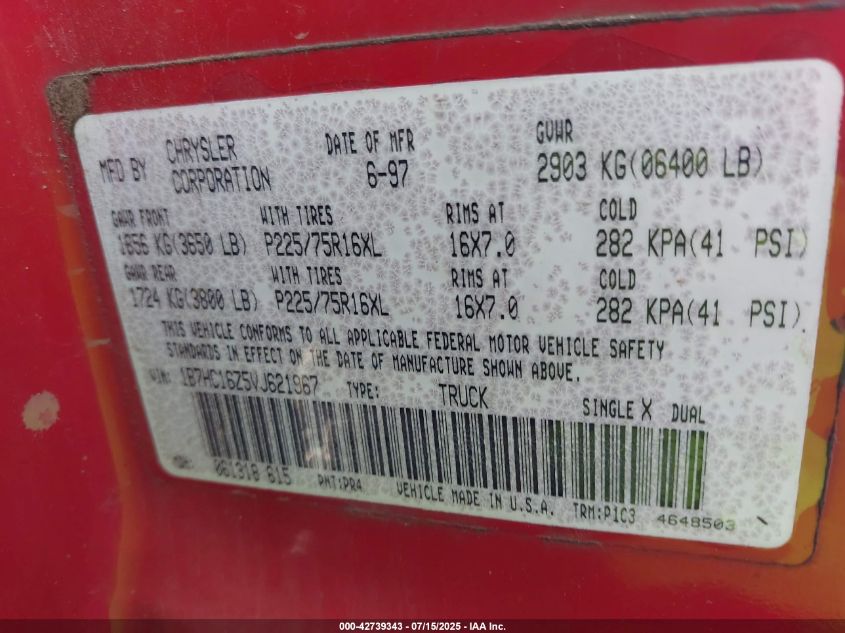 MFD BY CHRYSLER CORPORATION DATE OF MFR 6-97 GVWR 2903 KG(06400 LB)
GAWR FRONT WITH TIRES RIMS AT COLD
1656 KG(3650 LB) P225/75R16XL 16X7.0 282 KPA(41 PSI)
GAWR REAR WITH TIRES RIMS AT COLD
1724 KG(3800 LB) P225/75R16XL 16X7.0 282 KPA(41 PSI)
THIS VEHICLE CONFORMS TO ALL APPLICABLE FEDERAL MOTOR VEHICLE SAFETY
STANDARDS IN EFFECT ON THE DATE OF MANUFACTURE SHOWN ABOVE.
VIN: 1B7HC16Z5VJ621967 TYPE: TRUCK SINGLE X DUAL
061318 615 PNT:PR4 VEHICLE MADE IN U.S.A. TRM:P1C3 4648503
000-42739343 - 07/15/2025 - IAA Inc.